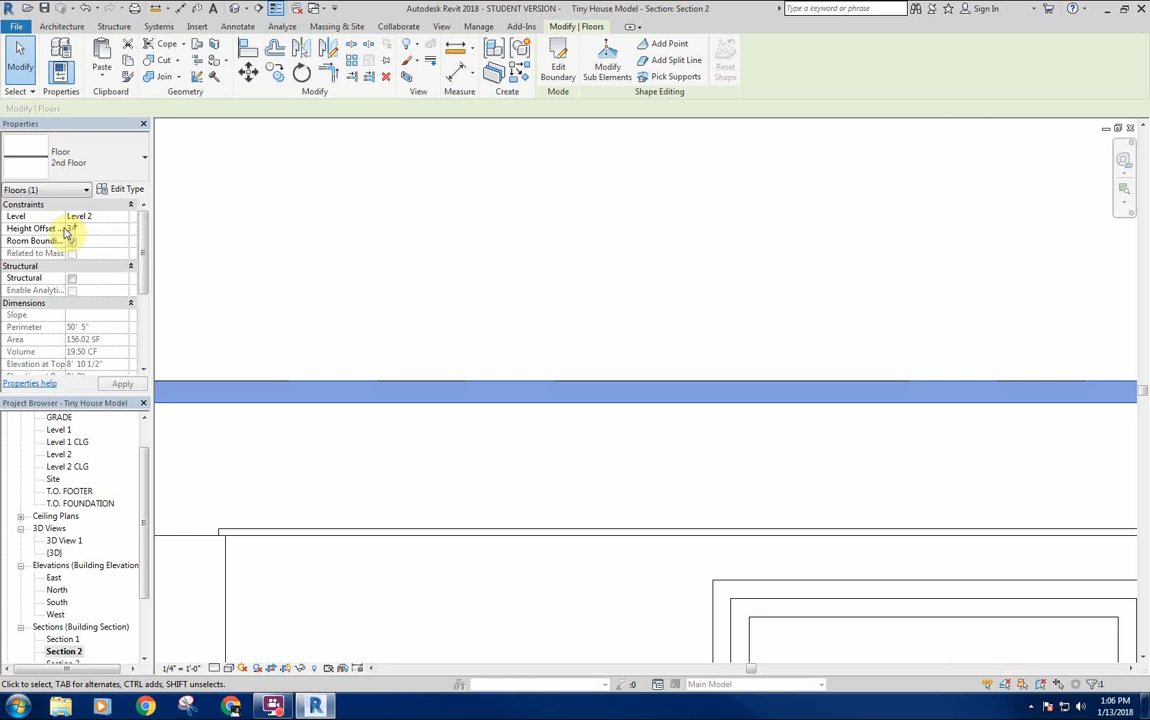 Autodesk Revit 2018 - STUDENT VERSION - Tiny House Model - Section: Section 2
Type a keyword or phrase
Sign In
File Architecture Structure Systems Insert Annotate Analyze Massing & Site Collaborate View Manage Add-Ins Modify | Floors
Modify
Select
Properties
Paste
Clipboard
Cope
Cut
Join
Geometry
Modify
View
Measure
Create
Edit
Boundary
Mode
Modify
Sub Elements
Add Point
Add Split Line
Pick Supports
Shape Editing
Reset
Shape
Modify | Floors
Properties
Floor
2nd Floor
Floors (1)
Edit Type
Constraints
Level Level 2
Height Offset ...
Room Boundi...
Related to Mass
Structural
Structural
Enable Analyti...
Dimensions
Slope
Perimeter 50' 5"
Area 156.02 SF
Volume 19.50 CF
Elevation at Top 8' 10 1/2"
Properties help
Apply
Project Browser - Tiny House Model
GRADE
Level 1
Level 1 CLG
Level 2
Level 2 CLG
Site
T.O. FOOTER
T.O. FOUNDATION
Ceiling Plans
3D Views
3D View 1
{3D}
Elevations (Building Elevation
East
North
South
West
Sections (Building Section)
Section 1
Section 2
1/4" = 1'-0"
Click to select, TAB for alternates, CTRL adds, SHIFT unselects.
:0
Main Model
:1
1:06 PM
1/13/2018